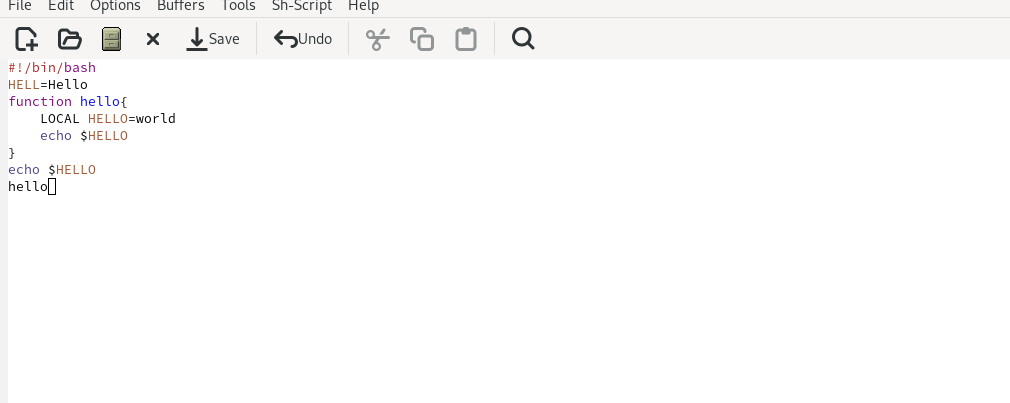 File Edit Options Buffers Tools Sh-Script Help
Save Undo
#!/bin/bash
HELL=Hello
function hello{
    LOCAL HELLO=world
    echo $HELLO
}
echo $HELLO
hello